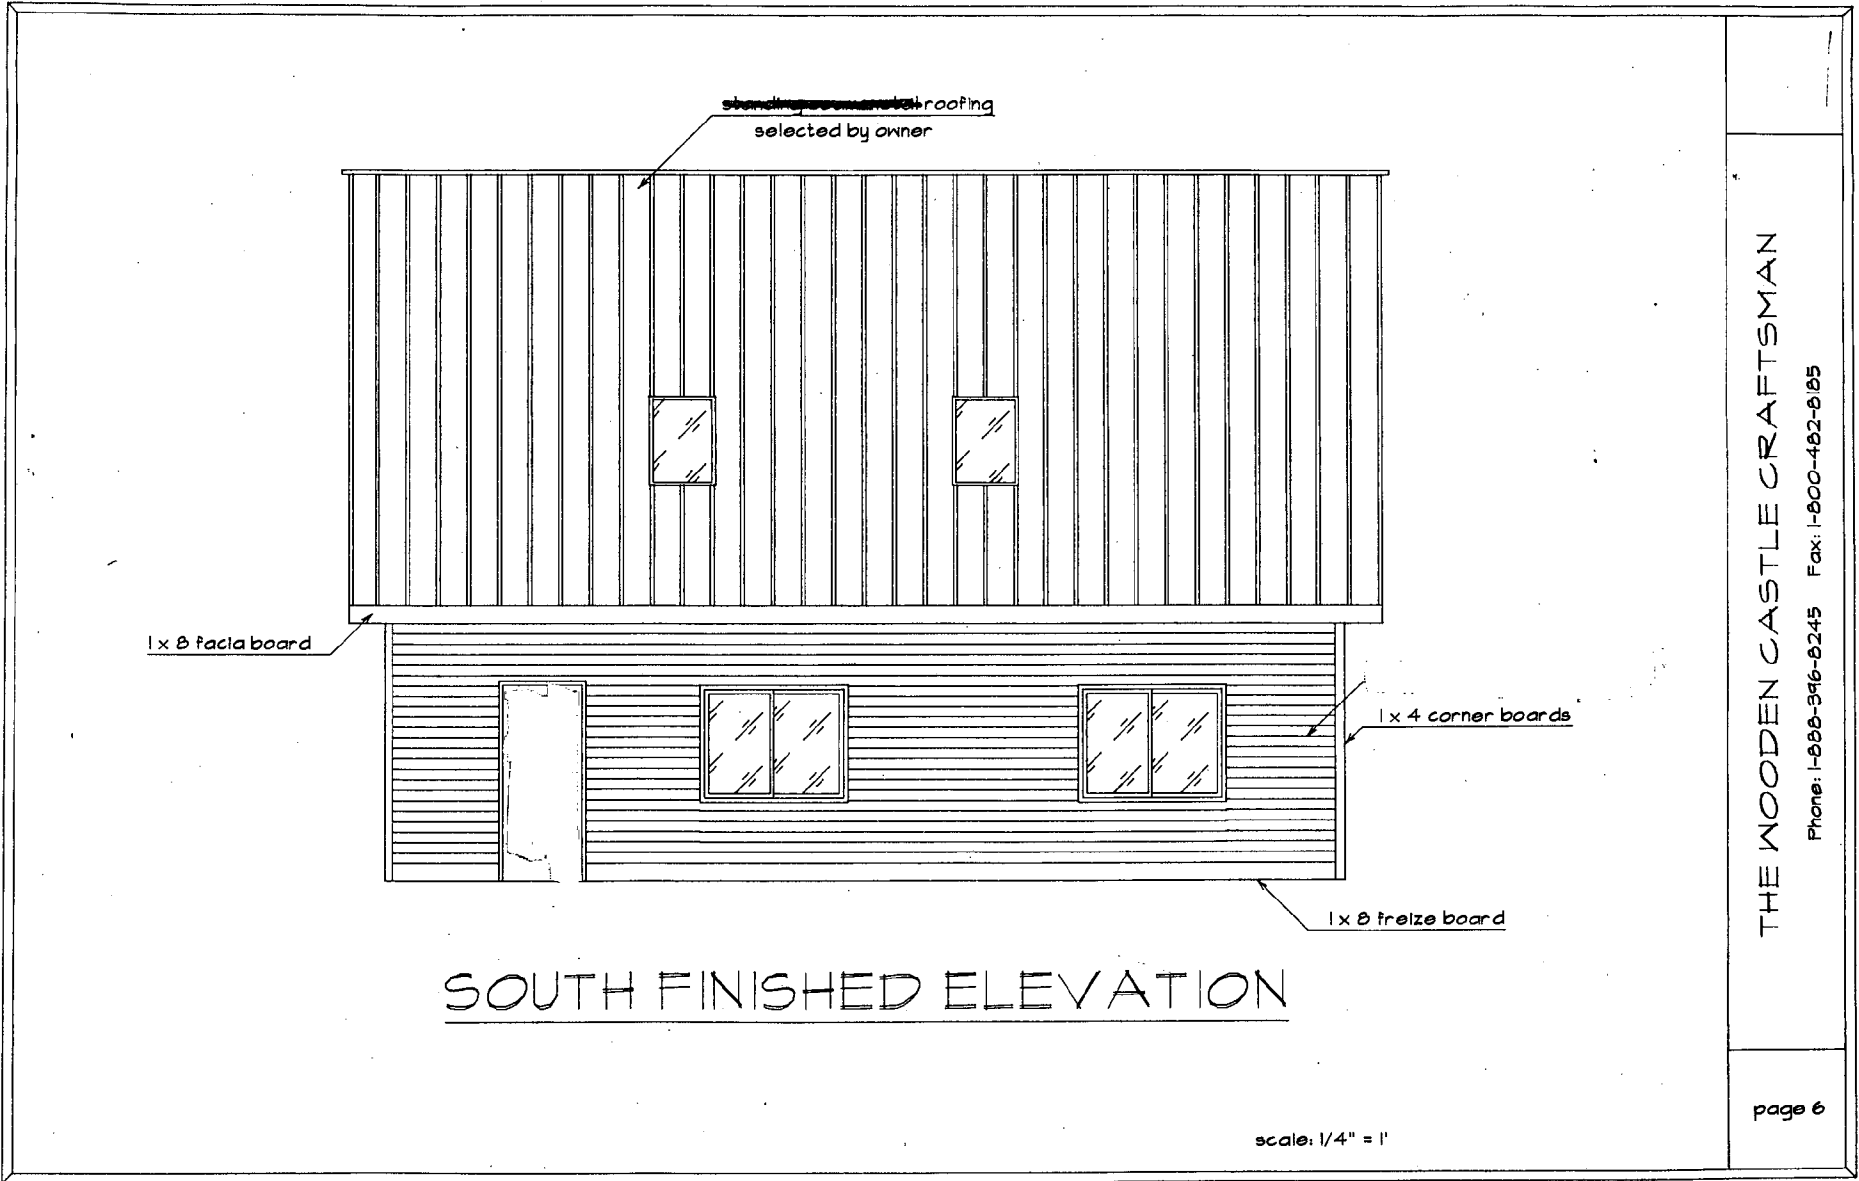 roofing
selected by owner
1 x 8 facia board
1 x 4 corner boards
1 x 8 freize board
SOUTH FINISHED ELEVATION
scale: 1/4" = 1'
THE WOODEN CASTLE CRAFTSMAN
Phone: 1-888-396-8245 Fax: 1-800-482-8185
page 6